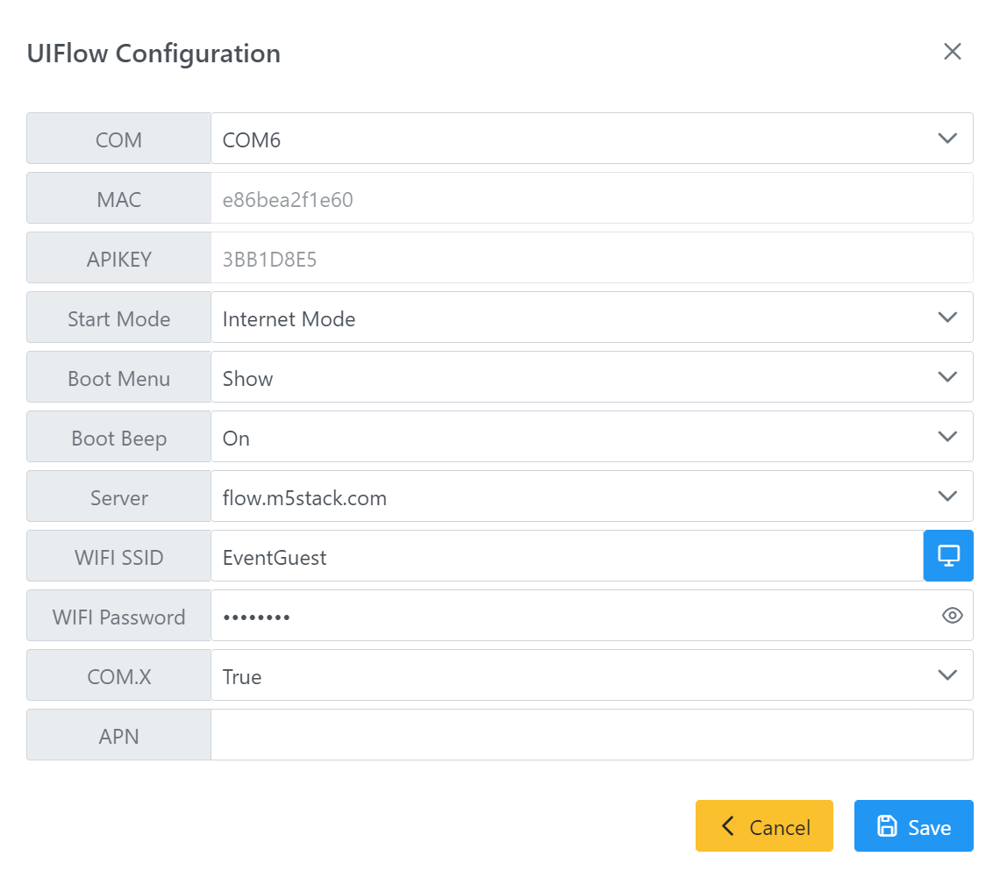 UIFlow Configuration
COM COM6
MAC e86bea2f1e60
APIKEY 3BB1D8E5
Start Mode Internet Mode
Boot Menu Show
Boot Beep On
Server flow.m5stack.com
WIFI SSID EventGuest
WIFI Password ••••••••
COM.X True
APN
Cancel Save